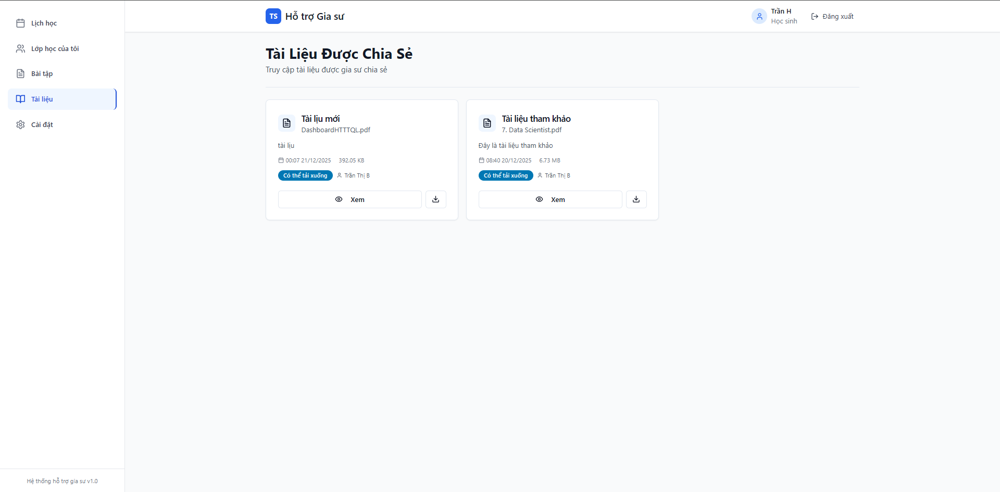 Lịch học
Lớp học của tôi
Bài tập
Tài liệu
Cài đặt
Hệ thống hỗ trợ gia sư v1.0
TS Hỗ trợ Gia sư
Trần H
Học sinh
Đăng xuất
Tài Liệu Được Chia Sẻ
Truy cập tài liệu được gia sư chia sẻ
Tài lịu mới
DashboardHTTTQL.pdf
tài lịu
00:07 21/12/2025 392.05 KB
Có thể tải xuống Trần Thị B
Xem
Tài liệu tham khảo
7. Data Scientist.pdf
Đây là tài liệu tham khảo
08:40 20/12/2025 6.73 MB
Có thể tải xuống Trần Thị B
Xem